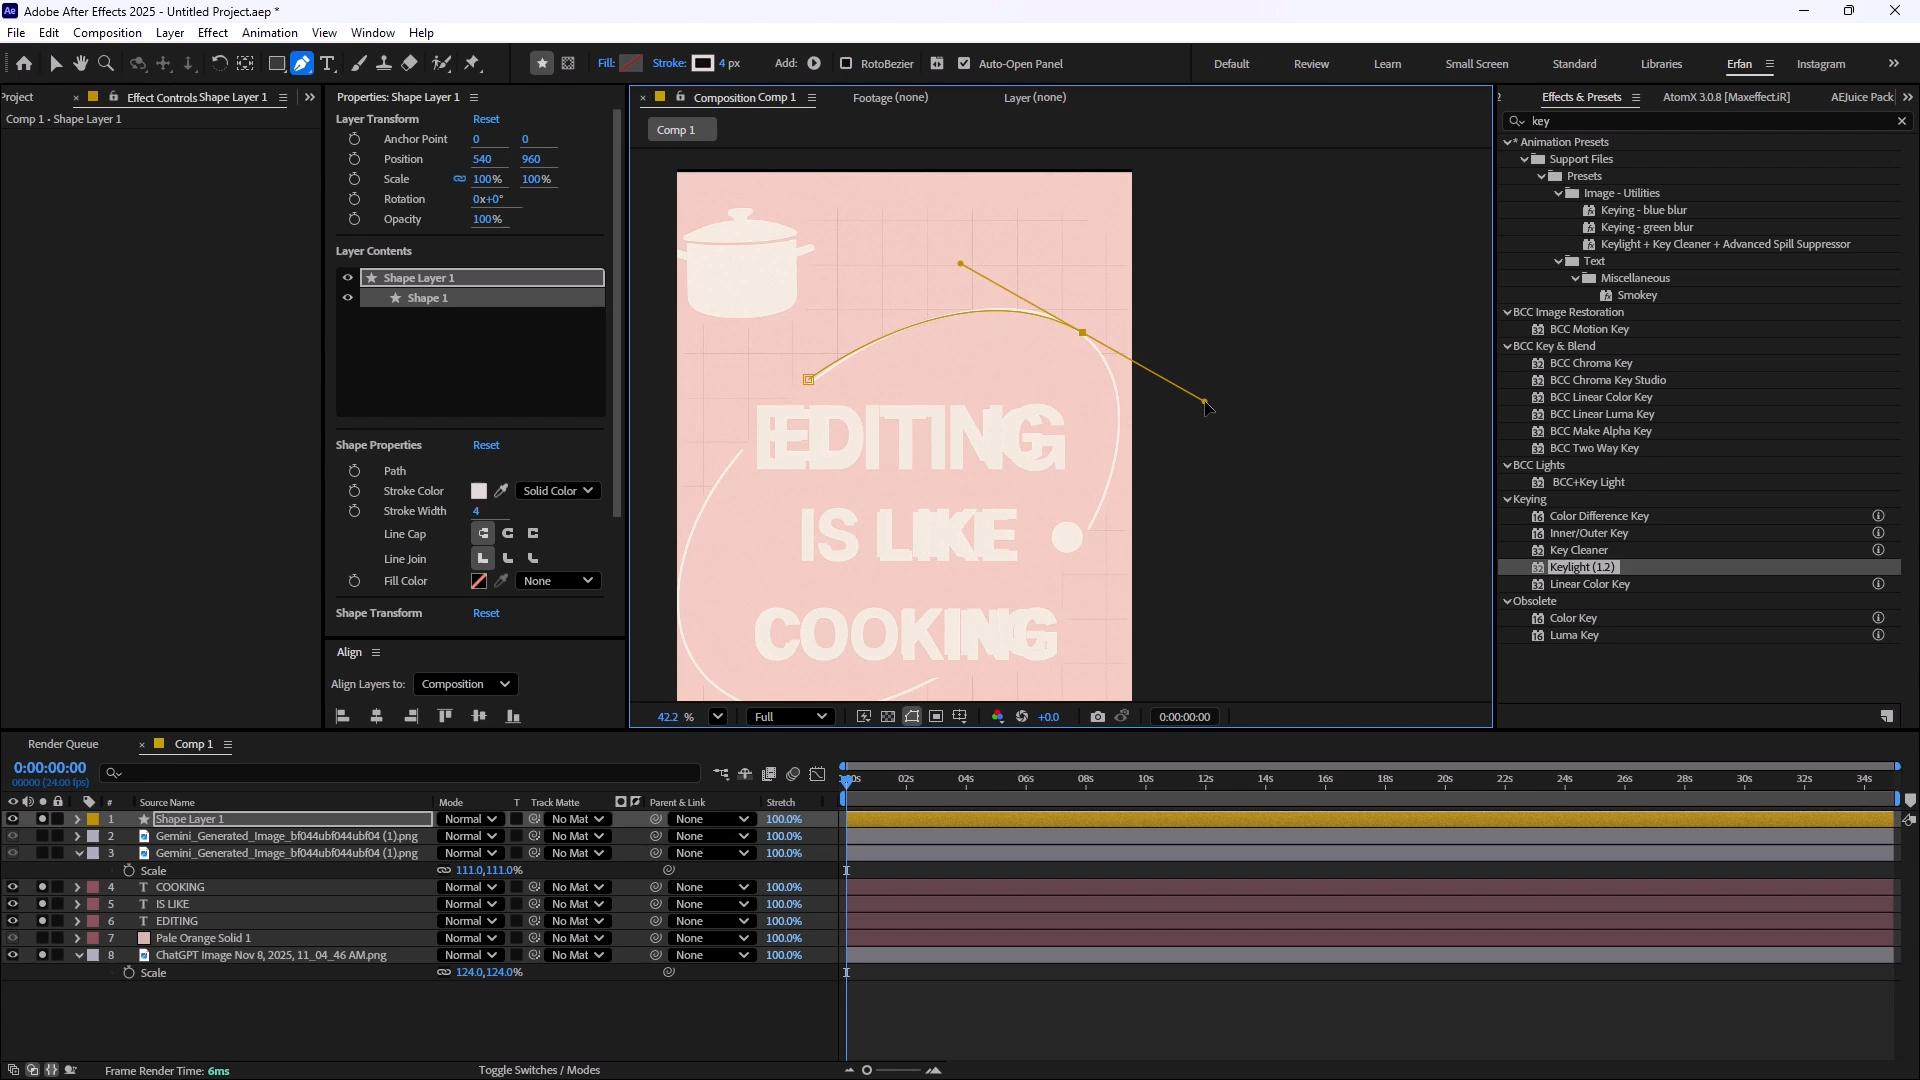 Adobe After Effects 2025 - Untitled Project.aep *
File Edit Composition Layer Effect Animation View Window Help
Fill: Stroke: 4 px Add: RotoBezier Auto-Open Panel Default Review Learn Small Screen Standard Libraries Erfan Instagram
Project Effect Controls Shape Layer 1
Comp 1 • Shape Layer 1
Properties: Shape Layer 1
Layer Transform Reset
Anchor Point 0 0
Position 540 960
Scale 100% 100%
Rotation 0x+0°
Opacity 100%
Layer Contents
Shape Layer 1
Shape 1
Shape Properties Reset
Path
Stroke Color Solid Color
Stroke Width 4
Line Cap
Line Join
Fill Color None
Shape Transform Reset
Align
Align Layers to: Composition
Composition Comp 1 Footage (none) Layer (none)
Comp 1
EDITING
IS LIKE
COOKING
42.2 % Full +0.0 0:00:00:00
Effects & Presets AtomX 3.0.8 [Maxeffect.iR] AEJuice Pack
key
* Animation Presets
Support Files
Presets
Image - Utilities
Keying - blue blur
Keying - green blur
Keylight + Key Cleaner + Advanced Spill Suppressor
Text
Miscellaneous
Smokey
BCC Image Restoration
BCC Motion Key
BCC Key & Blend
BCC Chroma Key
BCC Chroma Key Studio
BCC Linear Color Key
BCC Linear Luma Key
BCC Make Alpha Key
BCC Two Way Key
BCC Lights
BCC+Key Light
Keying
Color Difference Key
Inner/Outer Key
Key Cleaner
Keylight (1.2)
Linear Color Key
Obsolete
Color Key
Luma Key
Render Queue Comp 1
0:00:00:00
00000 (24.00 fps)
02s 04s 06s 08s 10s 12s 14s 16s 18s 20s 22s 24s 26s 28s 30s 32s 34s
# Source Name Mode T Track Matte Parent & Link Stretch
1 Shape Layer 1 Normal No Mat None 100.0%
2 Gemini_Generated_Image_bf044ubf044ubf04 (1).png Normal No Mat None 100.0%
3 Gemini_Generated_Image_bf044ubf044ubf04 (1).png Normal No Mat None 100.0%
Scale 111.0,111.0%
4 T COOKING Normal No Mat None 100.0%
5 T IS LIKE Normal No Mat None 100.0%
6 T EDITING Normal No Mat None 100.0%
7 Pale Orange Solid 1 Normal No Mat None 100.0%
8 ChatGPT Image Nov 8, 2025, 11_04_46 AM.png Normal No Mat None 100.0%
Scale 124.0,124.0%
Frame Render Time: 6ms Toggle Switches / Modes